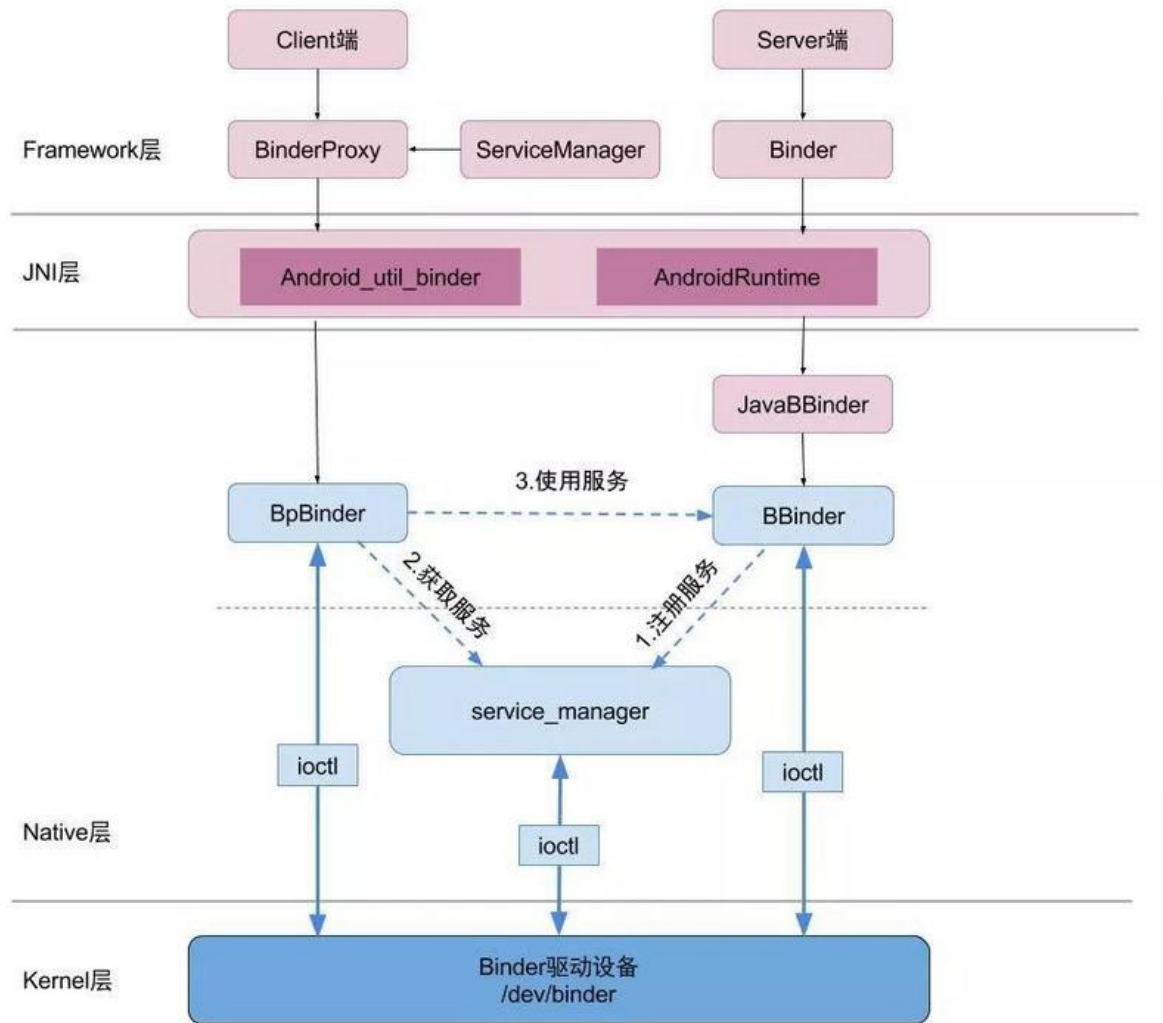 Client端
Server端
Framework层
BinderProxy
ServiceManager
Binder
JNI层
Android_util_binder
AndroidRuntime
JavaBBinder
3.使用服务
BpBinder
BBinder
2.获取服务
1.注册服务
service_manager
ioctl
ioctl
Native层
ioctl
Kernel层
Binder驱动设备
/dev/binder